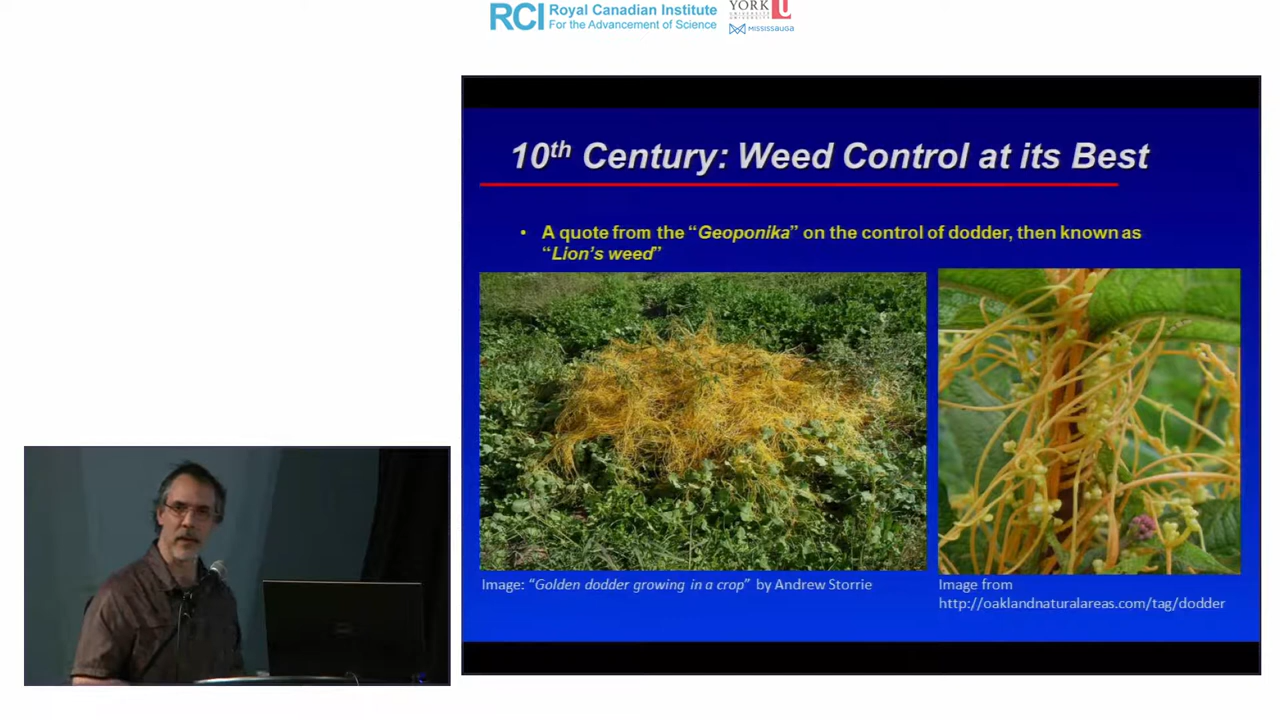 RCI Royal Canadian Institute
For the Advancement of Science
YORK U
UNIVERSITÉ
UNIVERSITY
MISSISSAUGA
10th Century: Weed Control at its Best
• A quote from the “Geoponika” on the control of dodder, then known as
“Lion’s weed”
Image: “Golden dodder growing in a crop” by Andrew Storrie
Image from
http://oaklandnaturalareas.com/tag/dodder